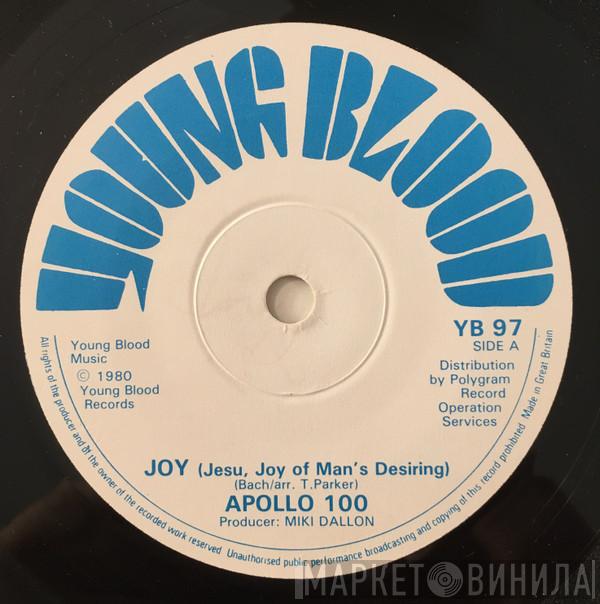 YOUNG BLOOD
YB 97
SIDE A
Young Blood
Music
© 1980
Young Blood
Records
Distribution
by Polygram
Record
Operation
Services
JOY (Jesu, Joy of Man's Desiring)
(Bach/arr. T.Parker)
APOLLO 100
Producer: MIKI DALLON
All rights of the producer and of the owner of the recorded work reserved Unauthorised public performance broadcasting and copying of this record prohibited Made in Great Britain
МАРКЕТ ВИНИЛА